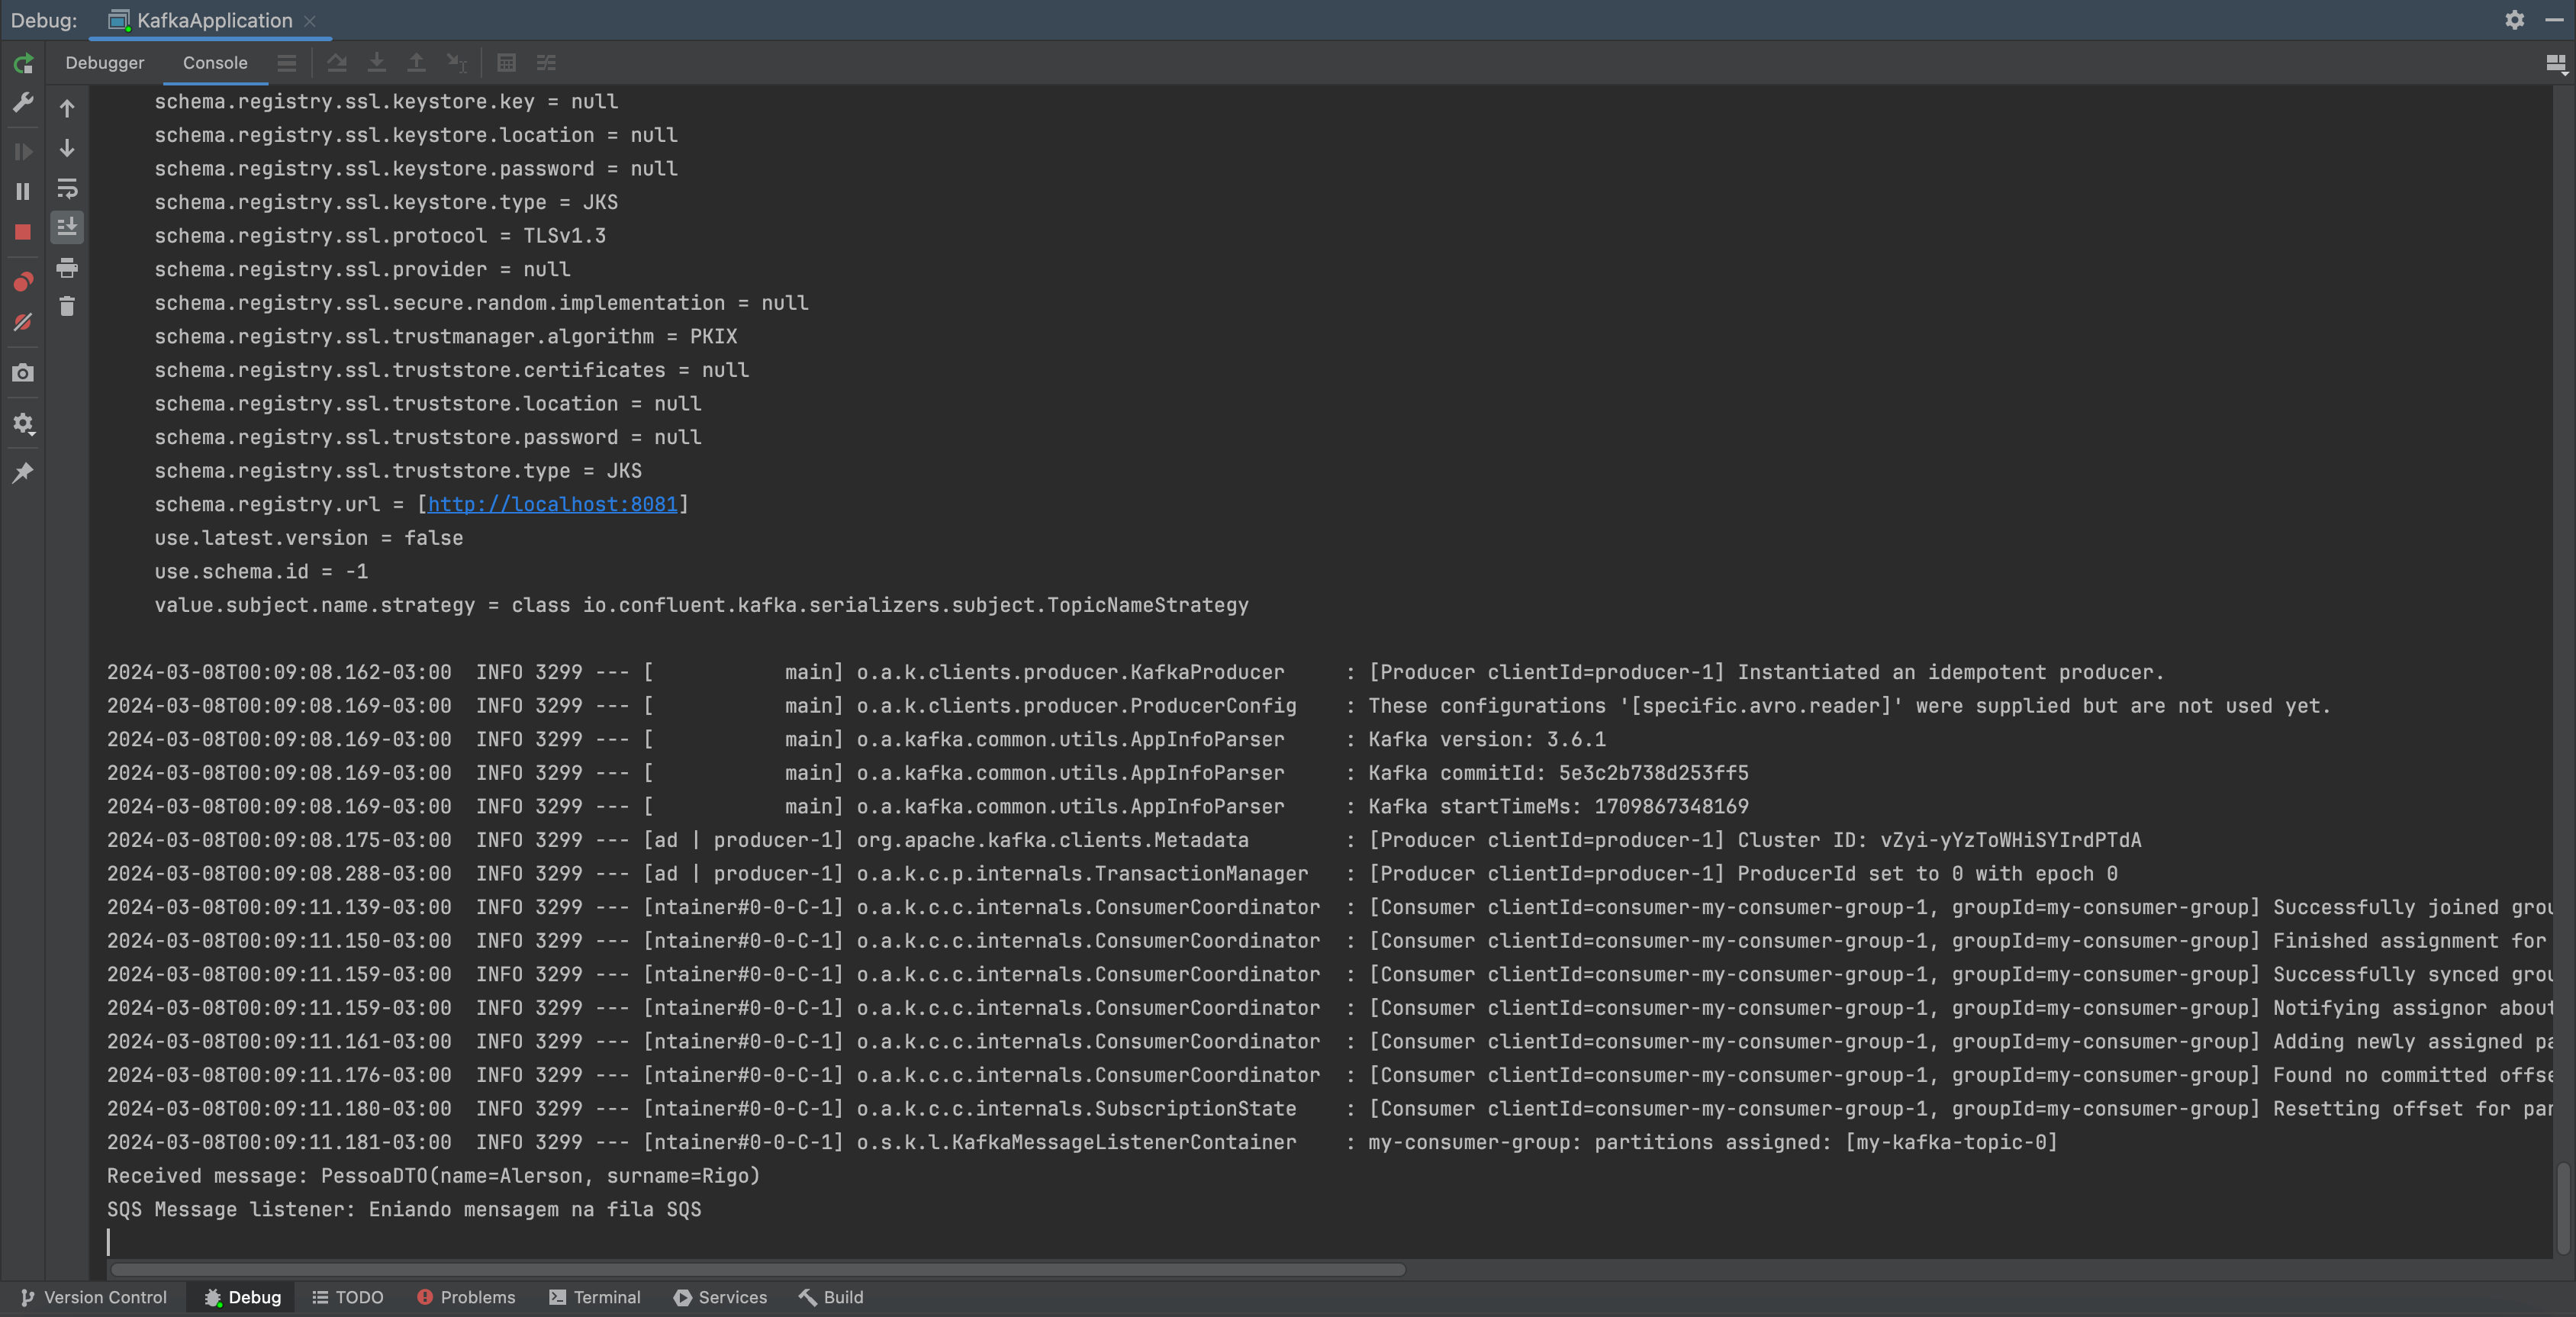 Debug: KafkaApplication
Debugger Console
schema.registry.ssl.keystore.key = null
schema.registry.ssl.keystore.location = null
schema.registry.ssl.keystore.password = null
schema.registry.ssl.keystore.type = JKS
schema.registry.ssl.protocol = TLSv1.3
schema.registry.ssl.provider = null
schema.registry.ssl.secure.random.implementation = null
schema.registry.ssl.trustmanager.algorithm = PKIX
schema.registry.ssl.truststore.certificates = null
schema.registry.ssl.truststore.location = null
schema.registry.ssl.truststore.password = null
schema.registry.ssl.truststore.type = JKS
schema.registry.url = [http://localhost:8081]
use.latest.version = false
use.schema.id = -1
value.subject.name.strategy = class io.confluent.kafka.serializers.subject.TopicNameStrategy
2024-03-08T00:09:08.162-03:00  INFO 3299 --- [           main] o.a.k.clients.producer.KafkaProducer     : [Producer clientId=producer-1] Instantiated an idempotent producer.
2024-03-08T00:09:08.169-03:00  INFO 3299 --- [           main] o.a.k.clients.producer.ProducerConfig    : These configurations '[specific.avro.reader]' were supplied but are not used yet.
2024-03-08T00:09:08.169-03:00  INFO 3299 --- [           main] o.a.kafka.common.utils.AppInfoParser     : Kafka version: 3.6.1
2024-03-08T00:09:08.169-03:00  INFO 3299 --- [           main] o.a.kafka.common.utils.AppInfoParser     : Kafka commitId: 5e3c2b738d253ff5
2024-03-08T00:09:08.169-03:00  INFO 3299 --- [           main] o.a.kafka.common.utils.AppInfoParser     : Kafka startTimeMs: 1709867348169
2024-03-08T00:09:08.175-03:00  INFO 3299 --- [ad | producer-1] org.apache.kafka.clients.Metadata        : [Producer clientId=producer-1] Cluster ID: vZyi-yYzToWHiSYIrdPTdA
2024-03-08T00:09:08.288-03:00  INFO 3299 --- [ad | producer-1] o.a.k.c.p.internals.TransactionManager   : [Producer clientId=producer-1] ProducerId set to 0 with epoch 0
2024-03-08T00:09:11.139-03:00  INFO 3299 --- [ntainer#0-0-C-1] o.a.k.c.c.internals.ConsumerCoordinator  : [Consumer clientId=consumer-my-consumer-group-1, groupId=my-consumer-group] Successfully joined grou
2024-03-08T00:09:11.150-03:00  INFO 3299 --- [ntainer#0-0-C-1] o.a.k.c.c.internals.ConsumerCoordinator  : [Consumer clientId=consumer-my-consumer-group-1, groupId=my-consumer-group] Finished assignment for
2024-03-08T00:09:11.159-03:00  INFO 3299 --- [ntainer#0-0-C-1] o.a.k.c.c.internals.ConsumerCoordinator  : [Consumer clientId=consumer-my-consumer-group-1, groupId=my-consumer-group] Successfully synced grou
2024-03-08T00:09:11.159-03:00  INFO 3299 --- [ntainer#0-0-C-1] o.a.k.c.c.internals.ConsumerCoordinator  : [Consumer clientId=consumer-my-consumer-group-1, groupId=my-consumer-group] Notifying assignor about
2024-03-08T00:09:11.161-03:00  INFO 3299 --- [ntainer#0-0-C-1] o.a.k.c.c.internals.ConsumerCoordinator  : [Consumer clientId=consumer-my-consumer-group-1, groupId=my-consumer-group] Adding newly assigned pa
2024-03-08T00:09:11.176-03:00  INFO 3299 --- [ntainer#0-0-C-1] o.a.k.c.c.internals.ConsumerCoordinator  : [Consumer clientId=consumer-my-consumer-group-1, groupId=my-consumer-group] Found no committed offse
2024-03-08T00:09:11.180-03:00  INFO 3299 --- [ntainer#0-0-C-1] o.a.k.c.c.internals.SubscriptionState    : [Consumer clientId=consumer-my-consumer-group-1, groupId=my-consumer-group] Resetting offset for par
2024-03-08T00:09:11.181-03:00  INFO 3299 --- [ntainer#0-0-C-1] o.s.k.l.KafkaMessageListenerContainer    : my-consumer-group: partitions assigned: [my-kafka-topic-0]
Received message: PessoaDTO(name=Alerson, surname=Rigo)
SQS Message listener: Eniando mensagem na fila SQS
Version Control Debug TODO Problems Terminal Services Build